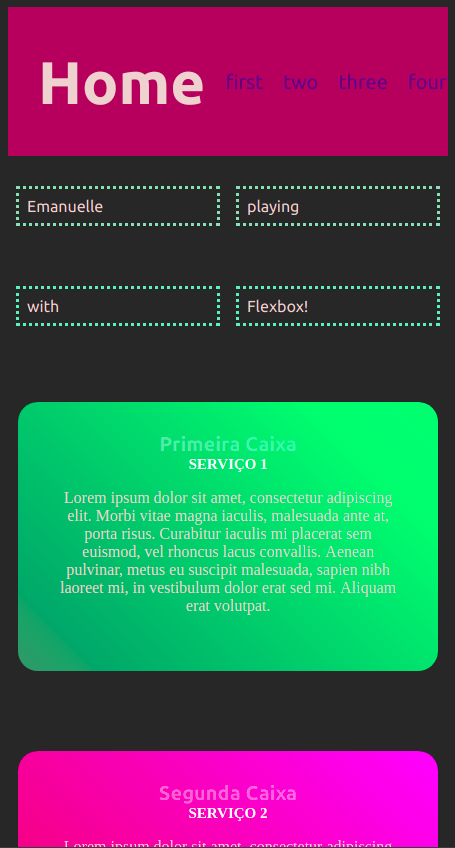 Home first two three four
Emanuelle playing
with Flexbox!
Primeira Caixa
SERVIÇO 1
Lorem ipsum dolor sit amet, consectetur adipiscing
elit. Morbi vitae magna iaculis, malesuada ante at,
porta risus. Curabitur iaculis mi placerat sem
euismod, vel rhoncus lacus convallis. Aenean
pulvinar, metus eu suscipit malesuada, sapien nibh
laoreet mi, in vestibulum dolor erat sed mi. Aliquam
erat volutpat.
Segunda Caixa
SERVIÇO 2
Lorem ipsum dolor sit amet, consectetur adipiscing